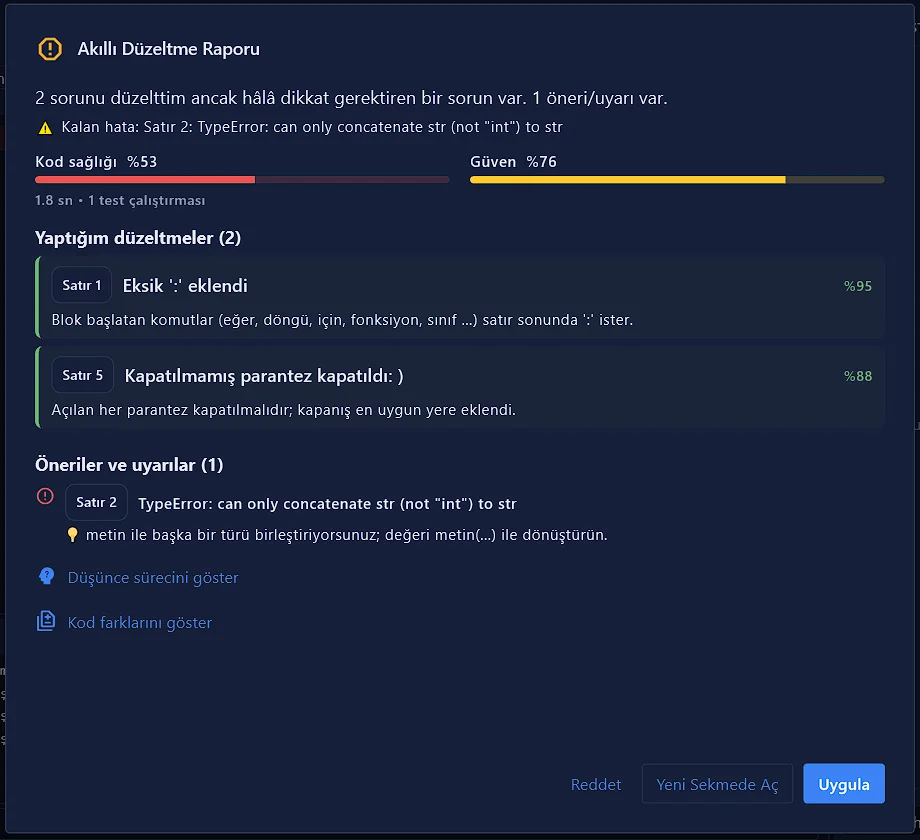 Akıllı Düzeltme Raporu
2 sorunu düzelttim ancak hâlâ dikkat gerektiren bir sorun var. 1 öneri/uyarı var.
Kalan hata: Satır 2: TypeError: can only concatenate str (not "int") to str
Kod sağlığı %53
Güven %76
1.8 sn • 1 test çalıştırması
Yaptığım düzeltmeler (2)
Satır 1 Eksik ':' eklendi %95
Blok başlatan komutlar (eğer, döngü, için, fonksiyon, sınıf ...) satır sonunda ':' ister.
Satır 5 Kapatılmamış parantez kapatıldı: ) %88
Açılan her parantez kapatılmalıdır; kapanış en uygun yere eklendi.
Öneriler ve uyarılar (1)
Satır 2 TypeError: can only concatenate str (not "int") to str
metin ile başka bir türü birleştiriyorsunuz; değeri metin(...) ile dönüştürün.
Düşünce sürecini göster
Kod farklarını göster
Reddet
Yeni Sekmede Aç
Uygula